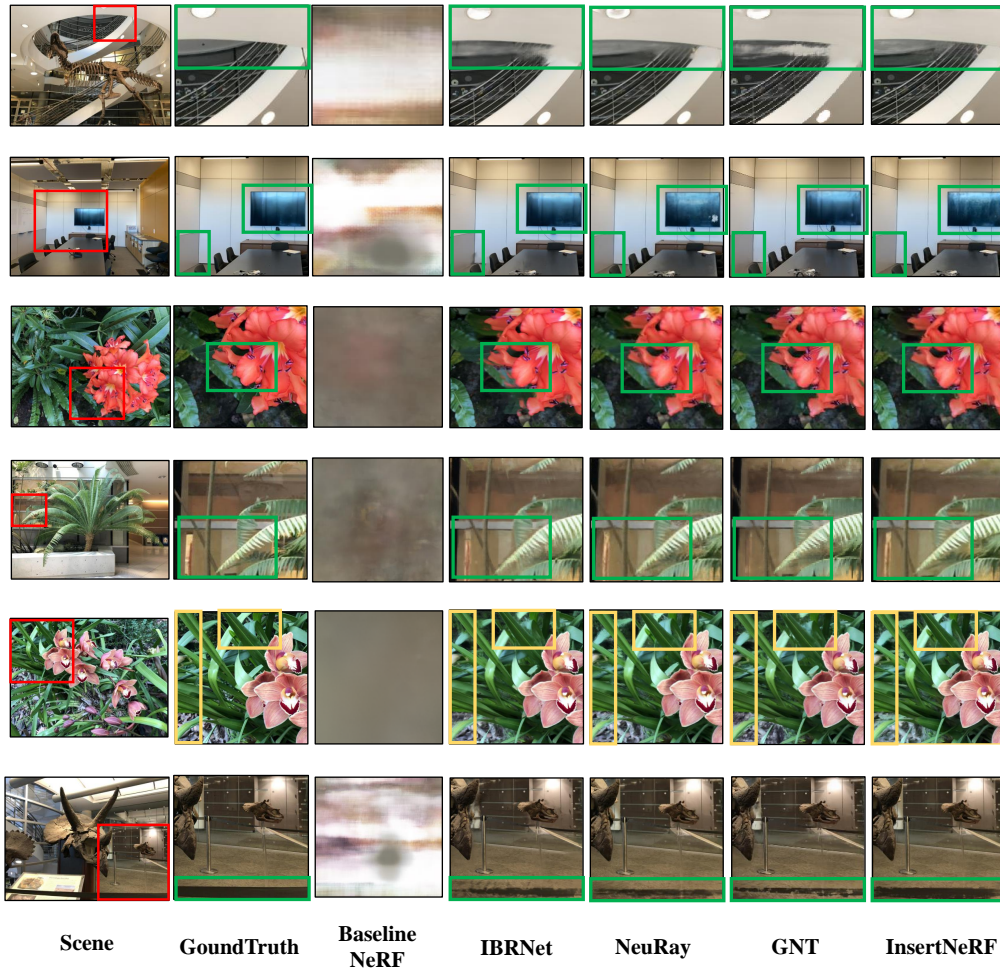 Scene
GoundTruth
Baseline
NeRF
IBRNet
NeuRay
GNT
InsertNeRF